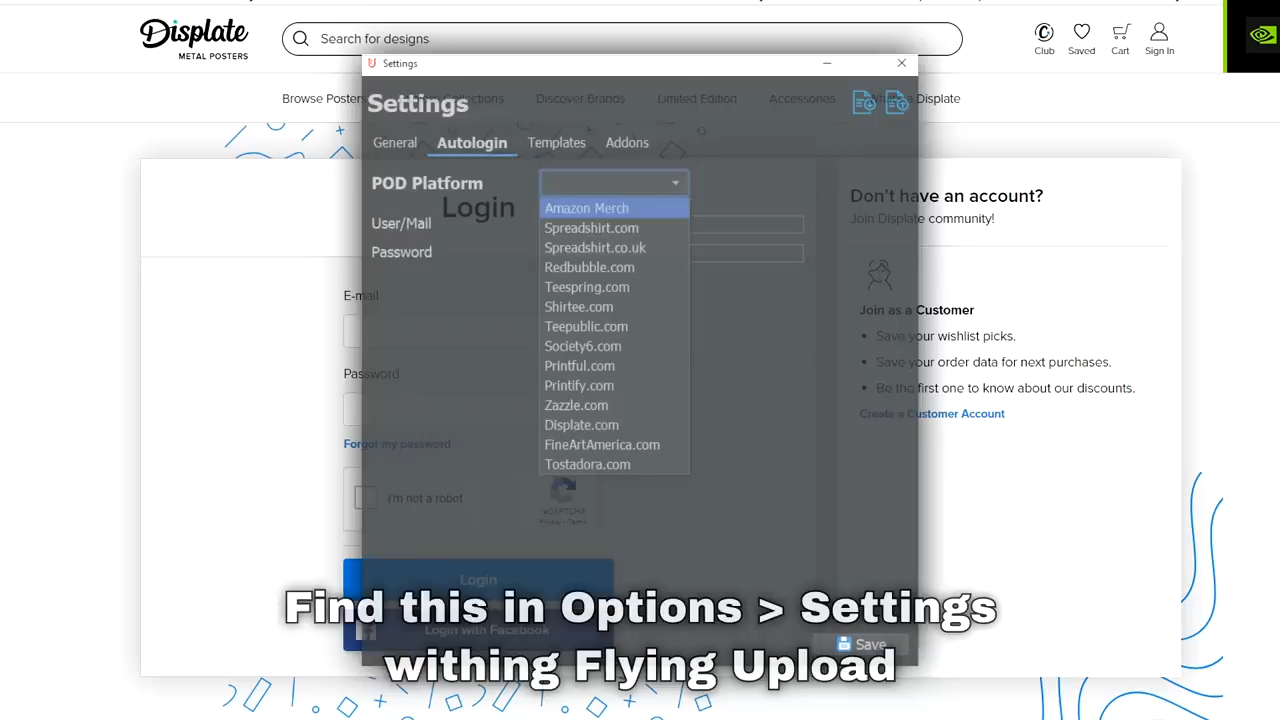 Displate
METAL POSTERS
Search for designs
Club
Saved
Cart
Sign In
Settings
Browse Posters
Collections
Discover Brands
Limited Edition
Accessories
Displate
Settings
General
Autologin
Templates
Addons
POD Platform
Login
User/Mail
Password
Amazon Merch
Spreadshirt.com
Spreadshirt.co.uk
Redbubble.com
Teespring.com
Shirtee.com
Teepublic.com
Society6.com
Printful.com
Printify.com
Zazzle.com
Displate.com
FineArtAmerica.com
Tostadora.com
E-mail
Password
Forgot my password
I'm not a robot
reCAPTCHA
Privacy - Terms
Login
Login with Facebook
Save
Don't have an account?
Join Displate community!
Join as a Customer
Save your wishlist picks.
Save your order data for next purchases.
Be the first one to know about our discounts.
Create a Customer Account
Find this in Options > Settings
withing Flying Upload